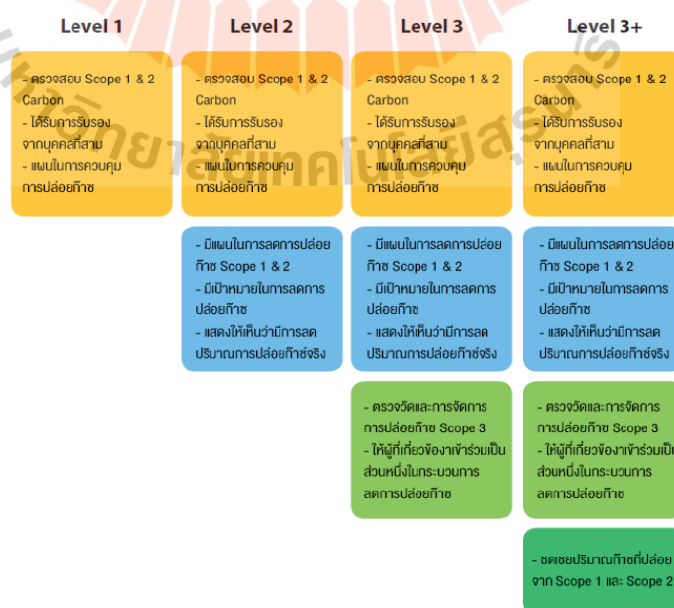 Level 1
Level 2
Level 3
Level 3+
- ตรวจสอบ Scope 1 & 2
Carbon
- ได้รับการรับรอง
จากบุคคลที่สาม
- แผนในการควบคุม
การปล่อยก๊าซ
- ตรวจสอบ Scope 1 & 2
Carbon
- ได้รับการรับรอง
จากบุคคลที่สาม
- แผนในการควบคุม
การปล่อยก๊าซ
- ตรวจสอบ Scope 1 & 2
Carbon
- ได้รับการรับรอง
จากบุคคลที่สาม
- แผนในการควบคุม
การปล่อยก๊าซ
- ตรวจสอบ Scope 1 & 2
Carbon
- ได้รับการรับรอง
จากบุคคลที่สาม
- แผนในการควบคุม
การปล่อยก๊าซ
- มีแผนในการลดการปล่อย
ก๊าซ Scope 1 & 2
- มีเป้าหมายในการลดการ
ปล่อยก๊าซ
- แสดงให้เห็นว่ามีการลด
ปริมาณการปล่อยก๊าซ์จริง
- มีแผนในการลดการปล่อย
ก๊าซ Scope 1 & 2
- มีเป้าหมายในการลดการ
ปล่อยก๊าซ
- แสดงให้เห็นว่ามีการลด
ปริมาณการปล่อยก๊าซ์จริง
- มีแผนในการลดการปล่อย
ก๊าซ Scope 1 & 2
- มีเป้าหมายในการลดการ
ปล่อยก๊าซ
- แสดงให้เห็นว่ามีการลด
ปริมาณการปล่อยก๊าซ์จริง
- ตรวจวัดและการจัดการ
การปล่อยก๊าซ Scope 3
- ให้ผู้ที่เกี่ยวข้องาเข้าร่วมเป็น
ส่วนหนึ่งในกระบวนการ
ลดการปล่อยก๊าซ
- ตรวจวัดและการจัดการ
การปล่อยก๊าซ Scope 3
- ให้ผู้ที่เกี่ยวข้องาเข้าร่วมเป็น
ส่วนหนึ่งในกระบวนการ
ลดการปล่อยก๊าซ
- ชดเชยปริมาณก๊าซที่ปล่อย
จาก Scope 1 และ Scope 2